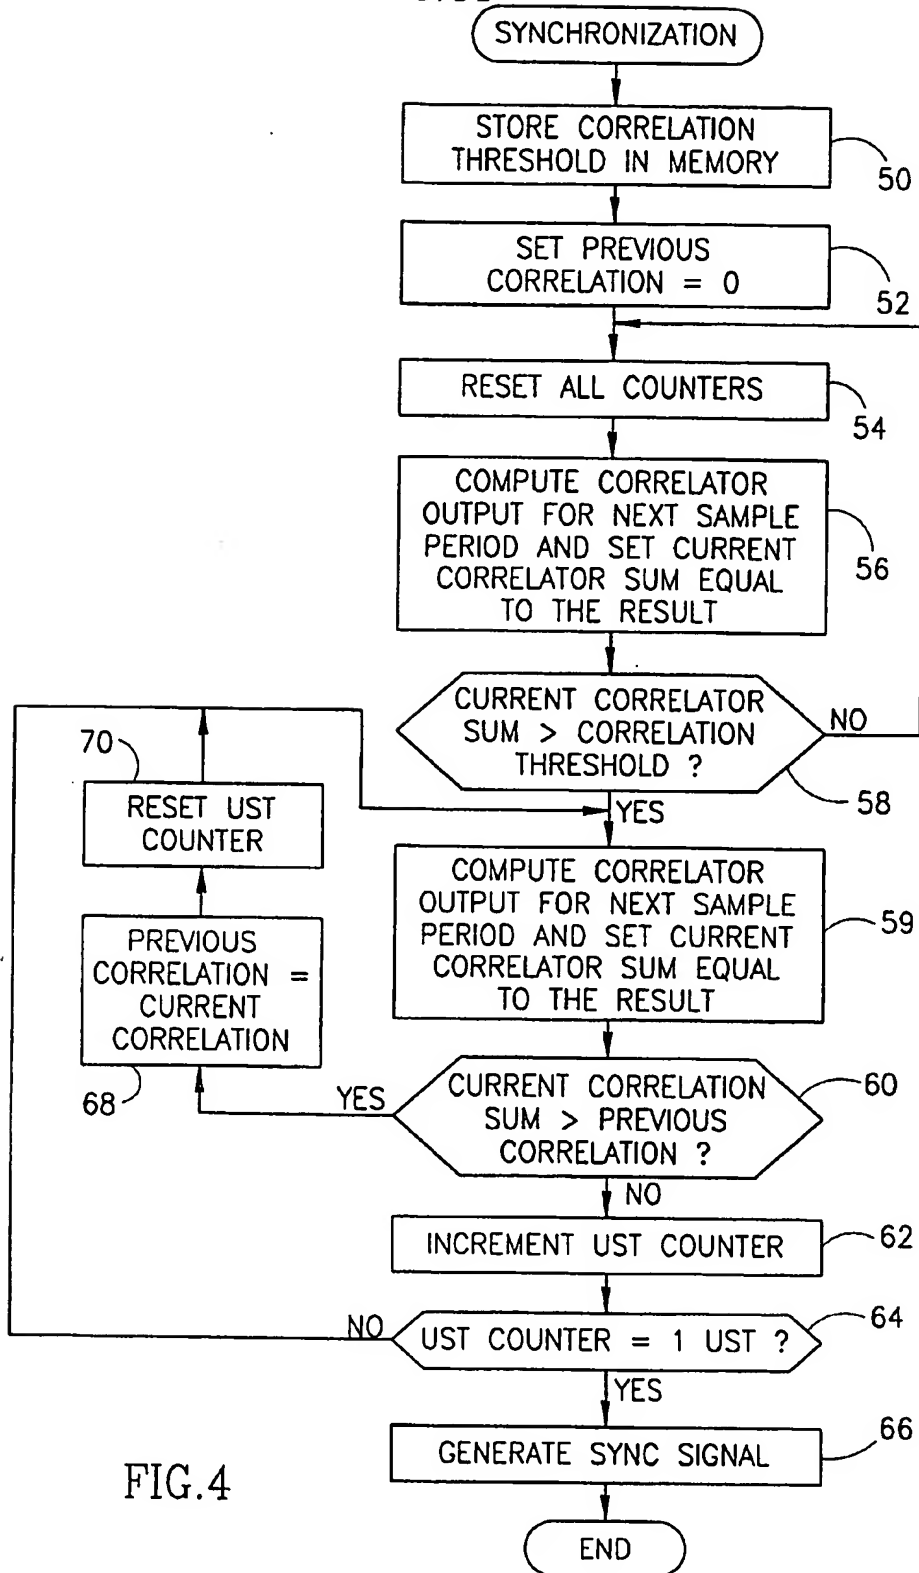 SYNCHRONIZATION
STORE CORRELATION
THRESHOLD IN MEMORY
50
SET PREVIOUS
CORRELATION = 0
52
RESET ALL COUNTERS
54
COMPUTE CORRELATOR
OUTPUT FOR NEXT SAMPLE
PERIOD AND SET CURRENT
CORRELATOR SUM EQUAL
TO THE RESULT
56
CURRENT CORRELATOR
SUM > CORRELATION
THRESHOLD ?
NO
58
YES
70
RESET UST
COUNTER
COMPUTE CORRELATOR
OUTPUT FOR NEXT SAMPLE
PERIOD AND SET CURRENT
CORRELATOR SUM EQUAL
TO THE RESULT
59
PREVIOUS
CORRELATION =
CURRENT
CORRELATION
68
CURRENT CORRELATION
SUM > PREVIOUS
CORRELATION ?
60
YES
NO
INCREMENT UST COUNTER
62
UST COUNTER = 1 UST ?
64
NO
YES
GENERATE SYNC SIGNAL
66
END
FIG.4